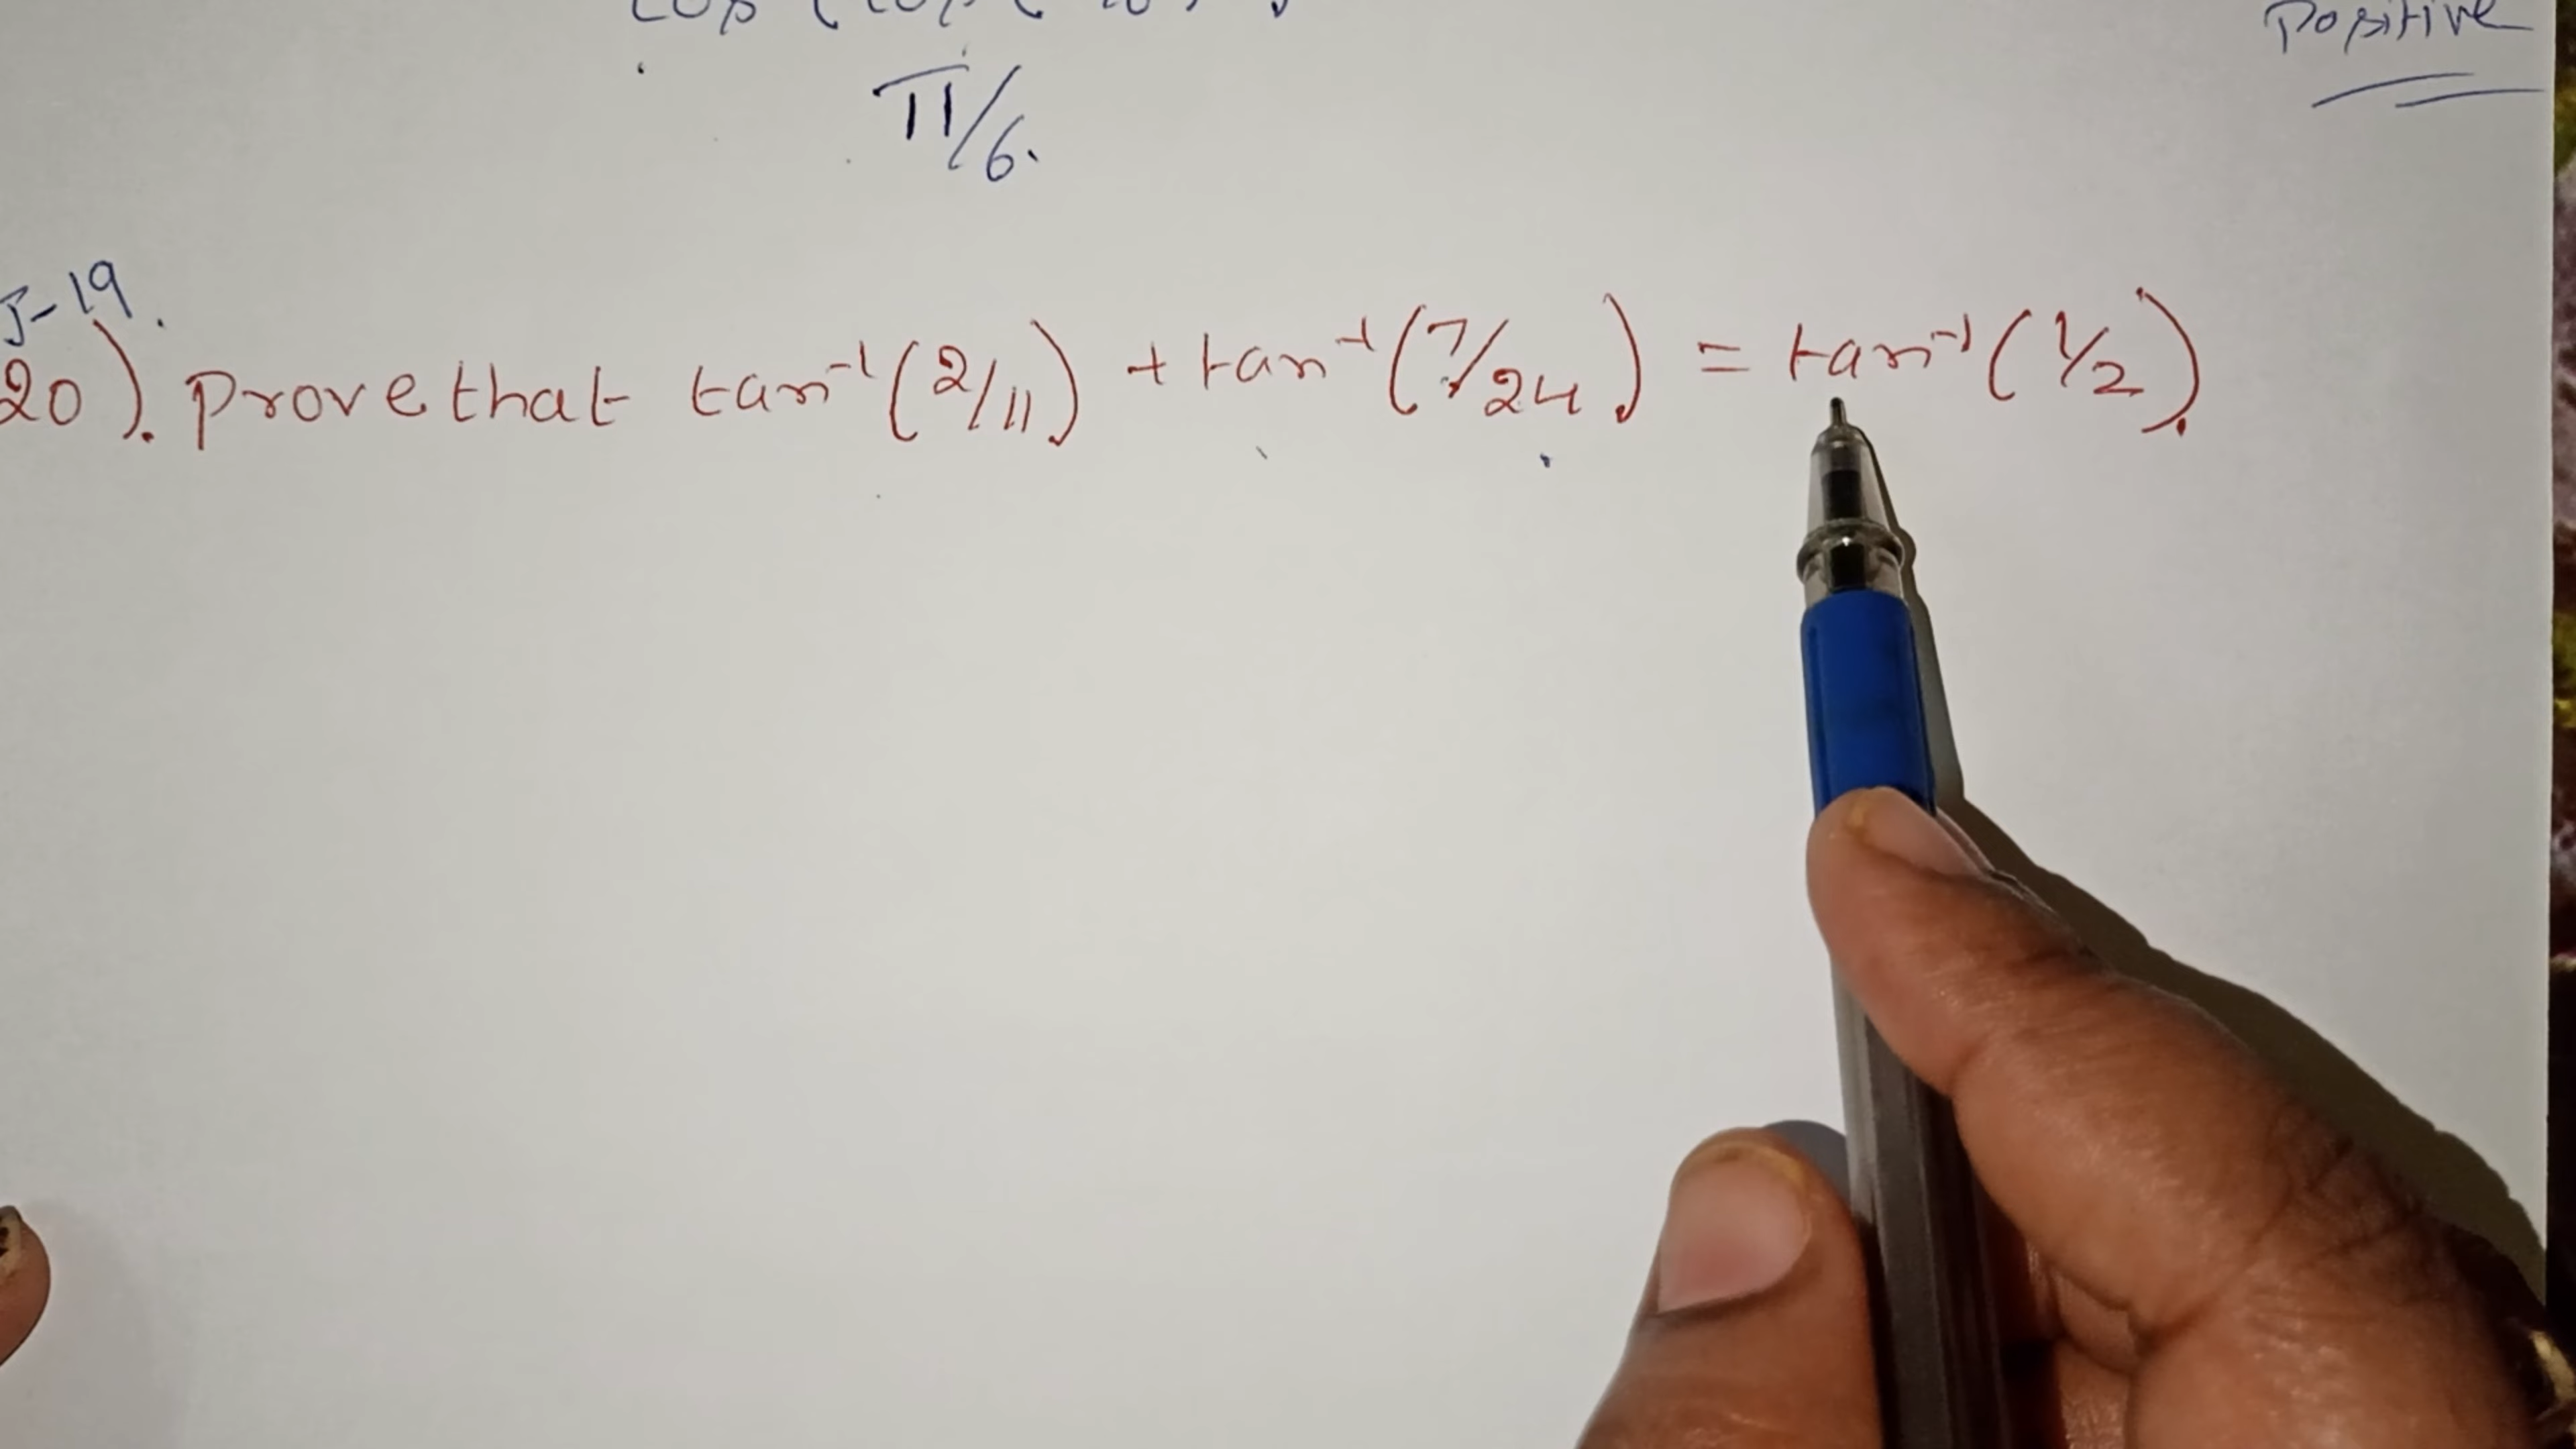 positive
π/6.
J-19.
20). prove that tan⁻¹(2/11) + tan⁻¹(7/24) = tan⁻¹(1/2).